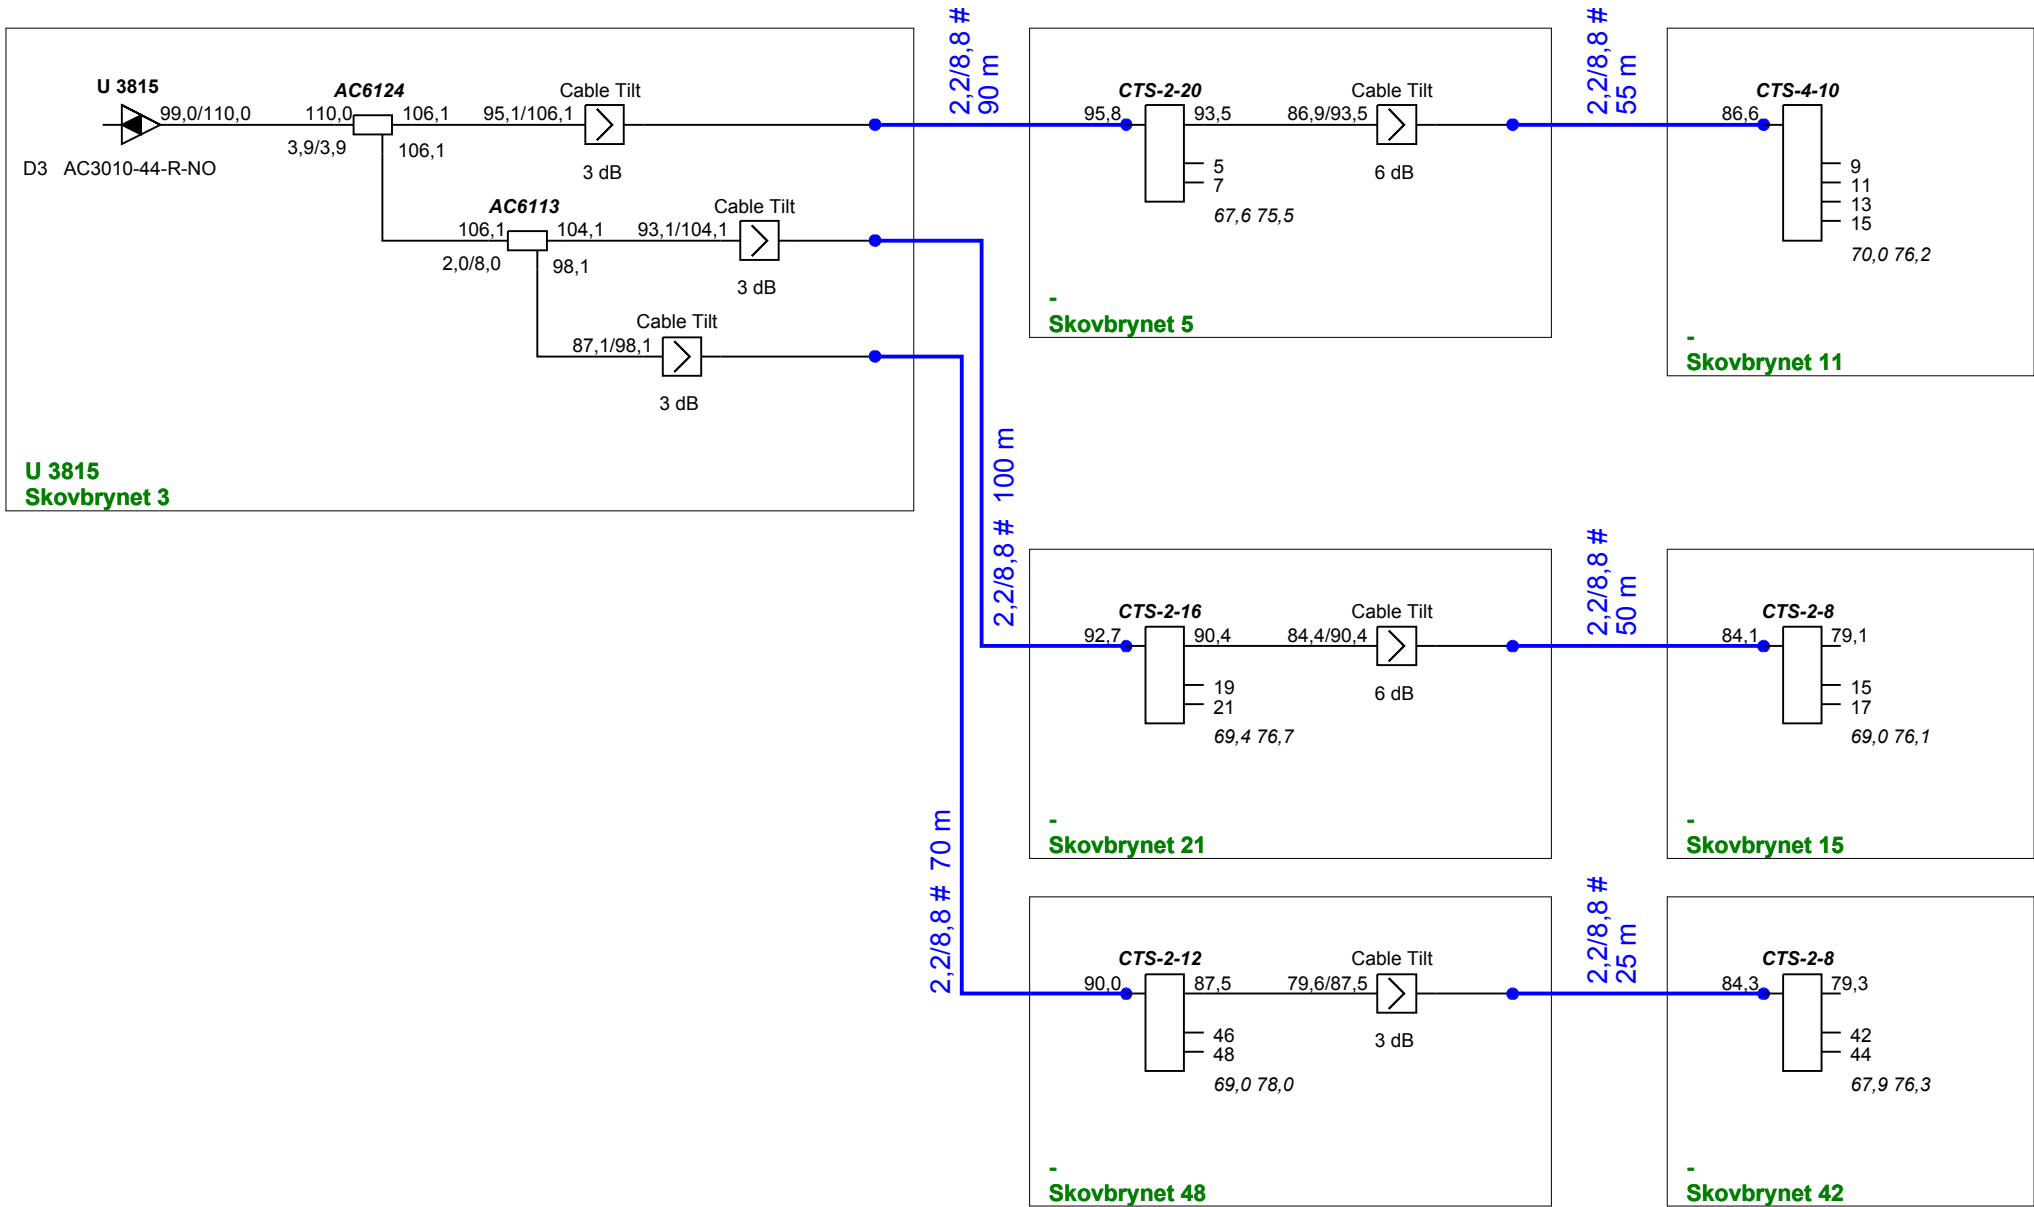 U 3815
99,0/110,0
D3 AC3010-44-R-NO
AC6124
110,0
106,1
3,9/3,9
106,1
95,1/106,1
Cable Tilt
3 dB
AC6113
106,1
104,1
2,0/8,0
98,1
93,1/104,1
Cable Tilt
3 dB
87,1/98,1
Cable Tilt
3 dB
U 3815
Skovbrynet 3
2,2/8,8 #
90 m
CTS-2-20
95,8
93,5
5
7
67,6 75,5
86,9/93,5
Cable Tilt
6 dB
-
Skovbrynet 5
2,2/8,8 #
55 m
CTS-4-10
86,6
9
11
13
15
70,0 76,2
-
Skovbrynet 11
2,2/8,8 # 100 m
CTS-2-16
92,7
90,4
19
21
69,4 76,7
84,4/90,4
Cable Tilt
6 dB
-
Skovbrynet 21
2,2/8,8 #
50 m
CTS-2-8
84,1
79,1
15
17
69,0 76,1
-
Skovbrynet 15
2,2/8,8 # 70 m
CTS-2-12
90,0
87,5
46
48
69,0 78,0
79,6/87,5
Cable Tilt
3 dB
-
Skovbrynet 48
2,2/8,8 #
25 m
CTS-2-8
84,3
79,3
42
44
67,9 76,3
-
Skovbrynet 42